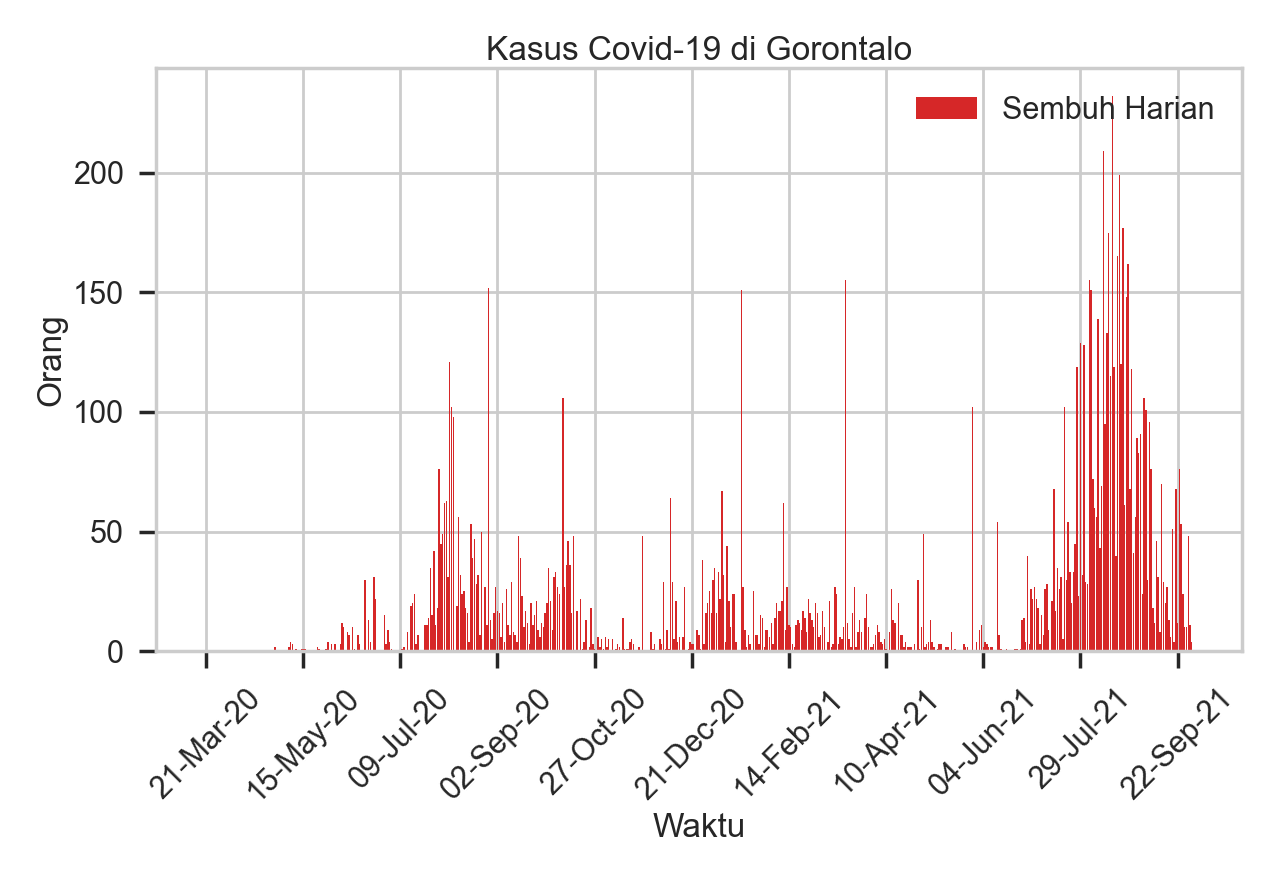 Kasus Covid-19 di Gorontalo
Sembuh Harian
Orang
200
150
100
50
0
21-Mar-20
15-May-20
09-Jul-20
02-Sep-20
27-Oct-20
21-Dec-20
14-Feb-21
10-Apr-21
04-Jun-21
29-Jul-21
22-Sep-21
Waktu